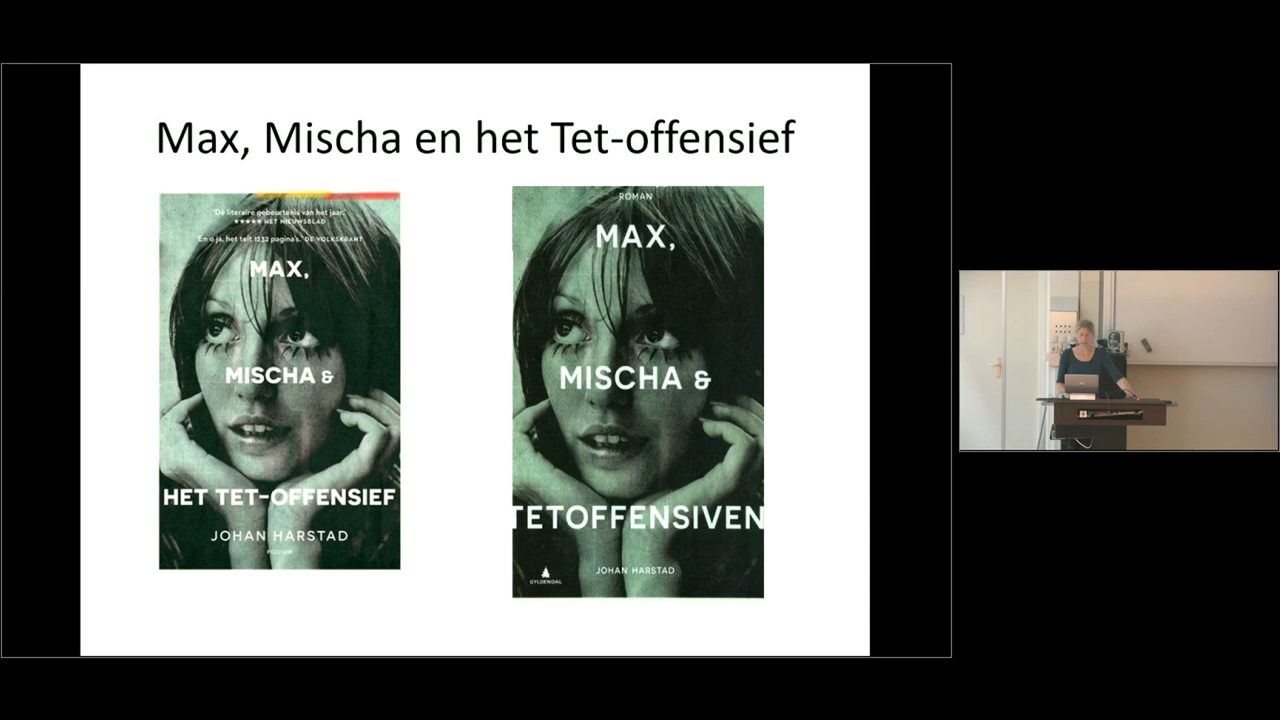 Max, Mischa en het Tet-offensief
'Dé literaire gebeurtenis van het jaar.'
★★★★★ HET NIEUWSBLAD
'En o ja, het telt 1232 pagina's.' DE VOLKSKRANT
MAX,
MISCHA &
HET TET-OFFENSIEF
JOHAN HARSTAD
PODIUM
ROMAN
MAX,
MISCHA &
TETOFFENSIVEN
JOHAN HARSTAD
GYLDENDAL